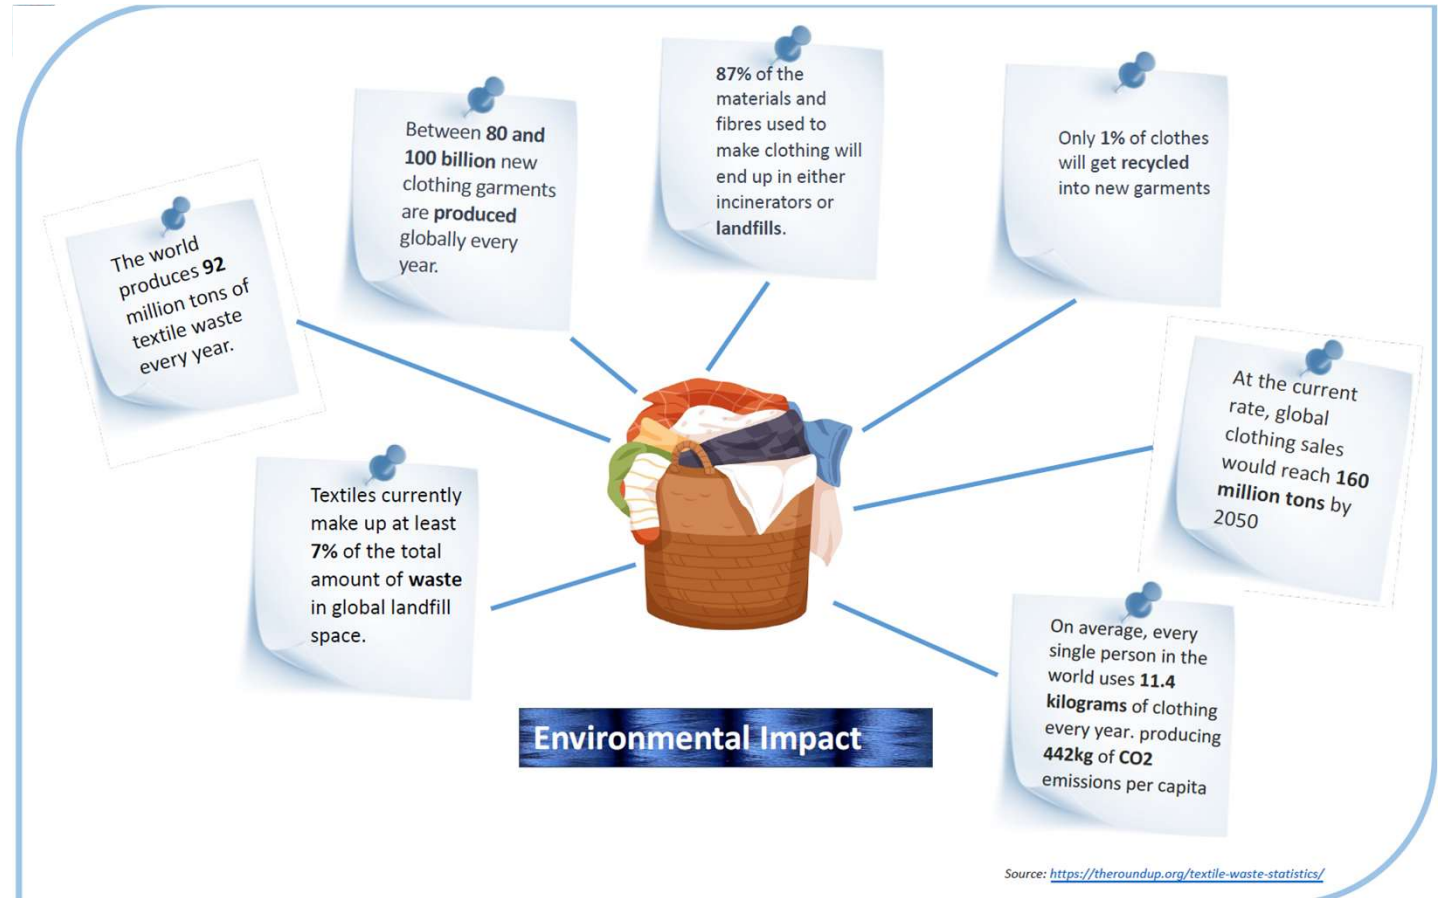 The world
produces 92
million tons of
textile waste
every year.
Between 80 and
100 billion new
clothing garments
are produced
globally every
year.
87% of the
materials and
fibres used to
make clothing will
end up in either
incinerators or
landfills.
Only 1% of clothes
will get recycled
into new garments
At the current
rate, global
clothing sales
would reach 160
million tons by
2050
Textiles currently
make up at least
7% of the total
amount of waste
in global landfill
space.
On average, every
single person in the
world uses 11.4
kilograms of clothing
every year. producing
442kg of CO2
emissions per capita
Environmental Impact
Source: https://theroundup.org/textile-waste-statistics/